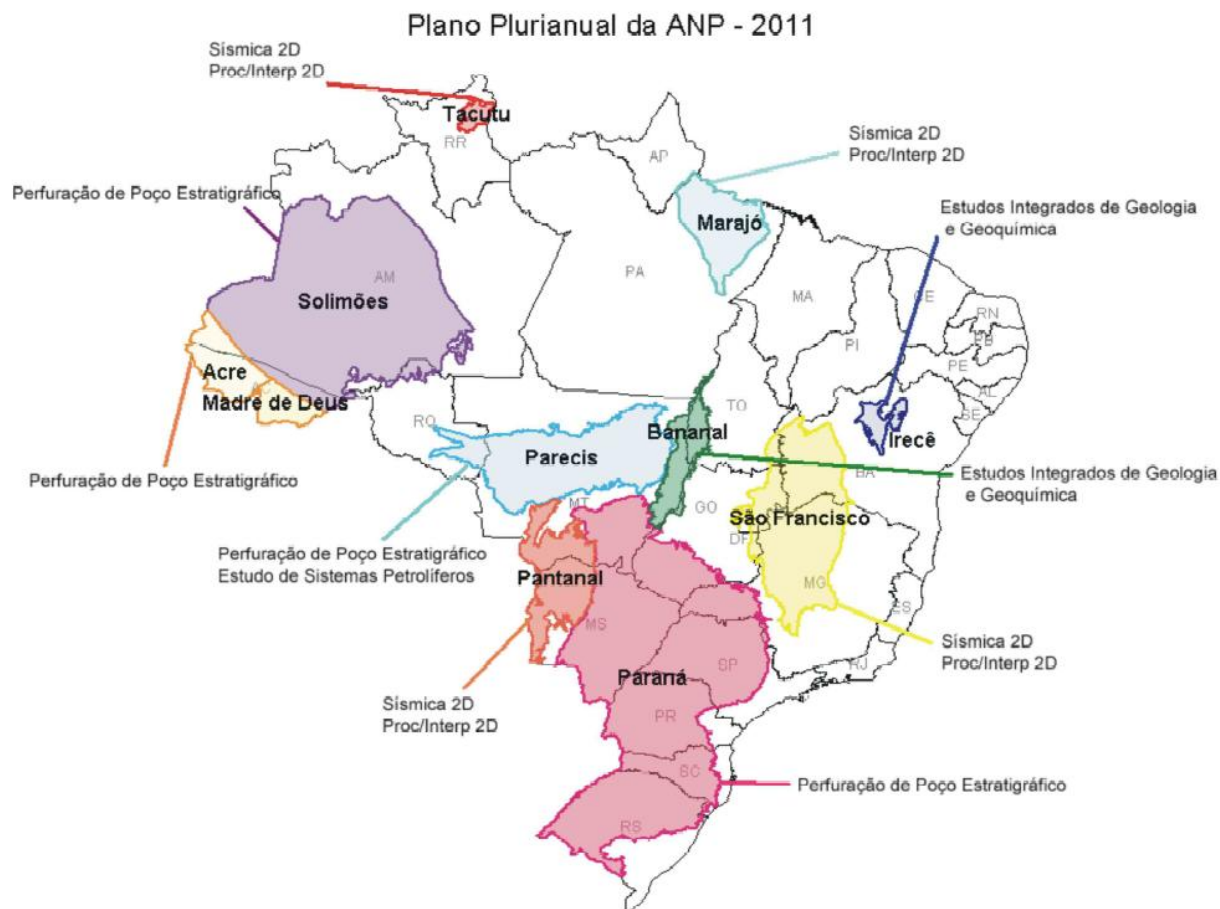 Plano Plurianual da ANP - 2011
Sísmica 2D
Proc/Interp 2D
Tacutu
RR
AP
Sísmica 2D
Proc/Interp 2D
Perfuração de Poço Estratigráfico
Marajó
Estudos Integrados de Geologia
e Geoquímica
AM
PA
Solimões
MA
CE
RN
PB
PI
PE
AL
SE
Acre
Madre de Deus
RO
TO
Bananal
Irecê
Parecis
BA
Perfuração de Poço Estratigráfico
Estudos Integrados de Geologia
e Geoquímica
MT
GO
São Francisco
DF
Perfuração de Poço Estratigráfico
Estudo de Sistemas Petrolíferos
Pantanal
MG
ES
MS
Sísmica 2D
Proc/Interp 2D
SP
RJ
Paraná
Sísmica 2D
Proc/Interp 2D
PR
SC
Perfuração de Poço Estratigráfico
RS